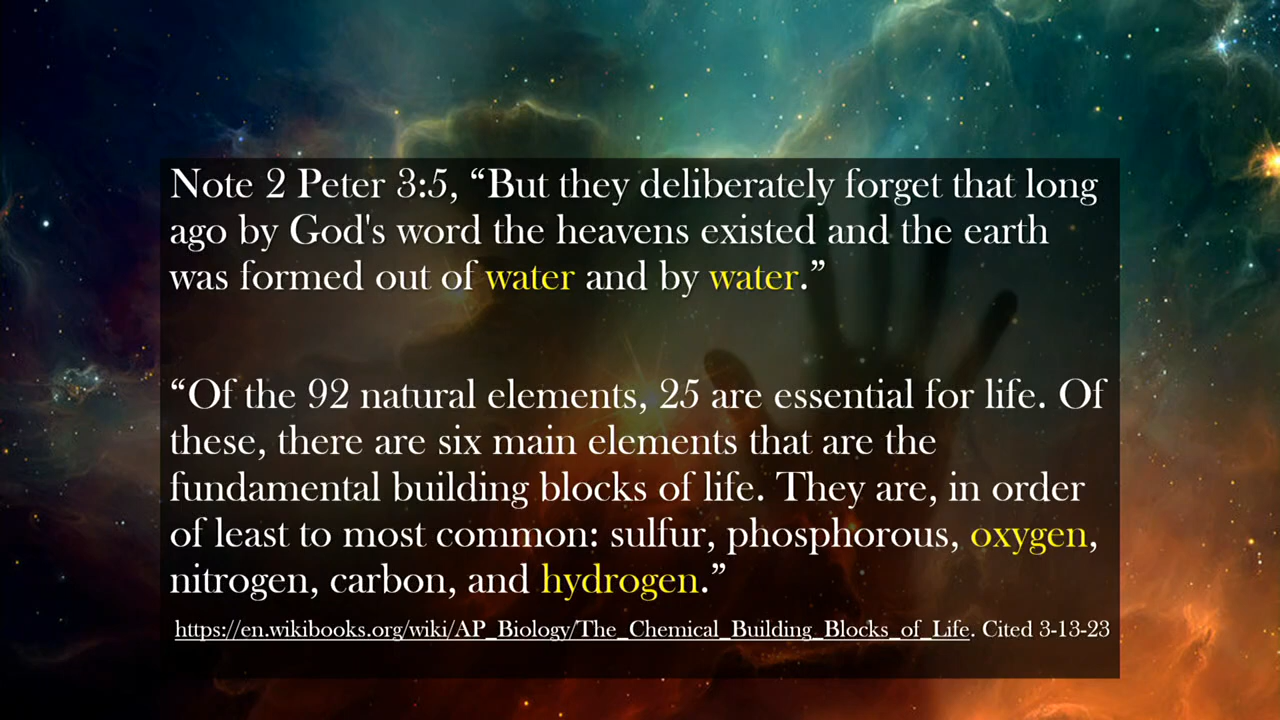 Note 2 Peter 3:5, “But they deliberately forget that long
ago by God's word the heavens existed and the earth
was formed out of water and by water.”
“Of the 92 natural elements, 25 are essential for life. Of
these, there are six main elements that are the
fundamental building blocks of life. They are, in order
of least to most common: sulfur, phosphorous, oxygen,
nitrogen, carbon, and hydrogen.”
https://en.wikibooks.org/wiki/AP_Biology/The_Chemical_Building_Blocks_of_Life. Cited 3-13-23